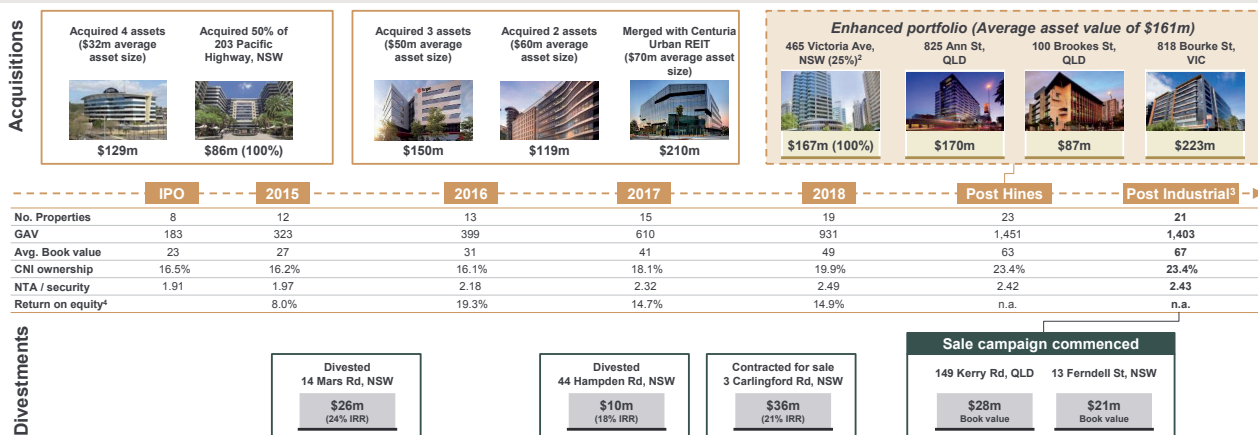 Acquisitions
Acquired 4 assets
($32m average
asset size)
$129m
Acquired 50% of
203 Pacific
Highway, NSW
$86m (100%)
Acquired 3 assets
($50m average
asset size)
$150m
Acquired 2 assets
($60m average
asset size)
$119m
Merged with Centuria
Urban REIT
($70m average asset
size)
$210m
Enhanced portfolio (Average asset value of $161m)
465 Victoria Ave,
NSW (25%)²
$167m (100%)
825 Ann St,
QLD
$170m
100 Brookes St,
QLD
$87m
818 Bourke St,
VIC
$223m
IPO 2015 2016 2017 2018 Post Hines Post Industrial³
No. Properties 8 12 13 15 19 23 21
GAV 183 323 399 610 931 1,451 1,403
Avg. Book value 23 27 31 41 49 63 67
CNI ownership 16.5% 16.2% 16.1% 18.1% 19.9% 23.4% 23.4%
NTA / security 1.91 1.97 2.18 2.32 2.49 2.42 2.43
Return on equity⁴ 8.0% 19.3% 14.7% 14.9% n.a. n.a.
Divestments
Divested
14 Mars Rd, NSW
$26m
(24% IRR)
Divested
44 Hampden Rd, NSW
$10m
(18% IRR)
Contracted for sale
3 Carlingford Rd, NSW
$36m
(21% IRR)
Sale campaign commenced
149 Kerry Rd, QLD
$28m
Book value
13 Ferndell St, NSW
$21m
Book value